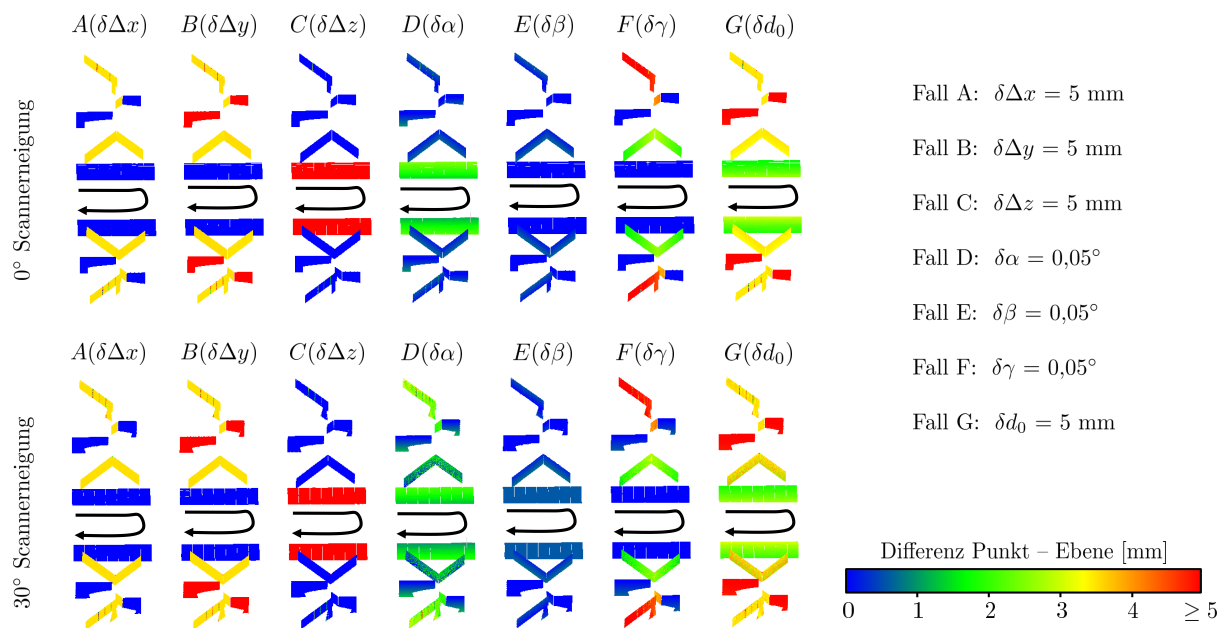 A(δΔx) B(δΔy) C(δΔz) D(δα) E(δβ) F(δγ) G(δd₀)
0° Scannerneigung
A(δΔx) B(δΔy) C(δΔz) D(δα) E(δβ) F(δγ) G(δd₀)
30° Scannerneigung
Fall A: δΔx = 5 mm
Fall B: δΔy = 5 mm
Fall C: δΔz = 5 mm
Fall D: δα = 0,05°
Fall E: δβ = 0,05°
Fall F: δγ = 0,05°
Fall G: δd₀ = 5 mm
Differenz Punkt – Ebene [mm]
0 1 2 3 4 ≥ 5